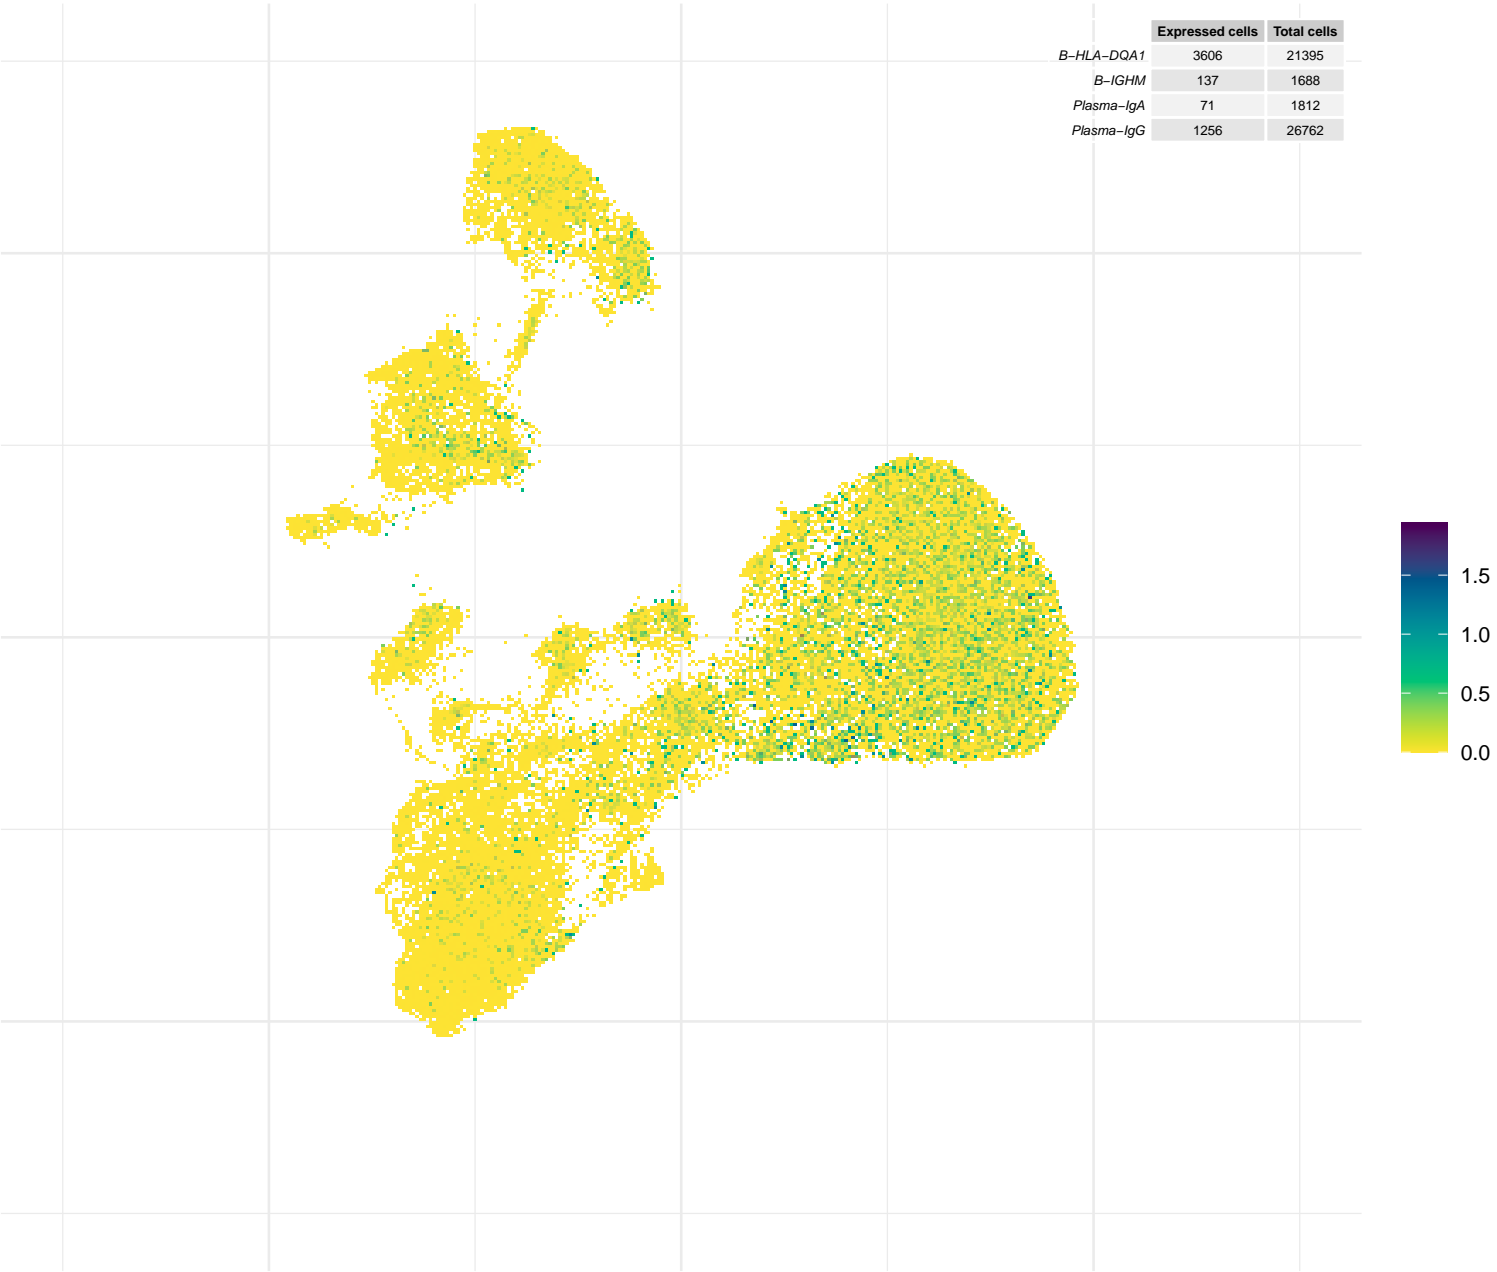 Expressed cells Total cells
B−HLA−DQA1 3606 21395
B−IGHM 137 1688
Plasma−IgA 71 1812
Plasma−IgG 1256 26762
1.5
1.0
0.5
0.0